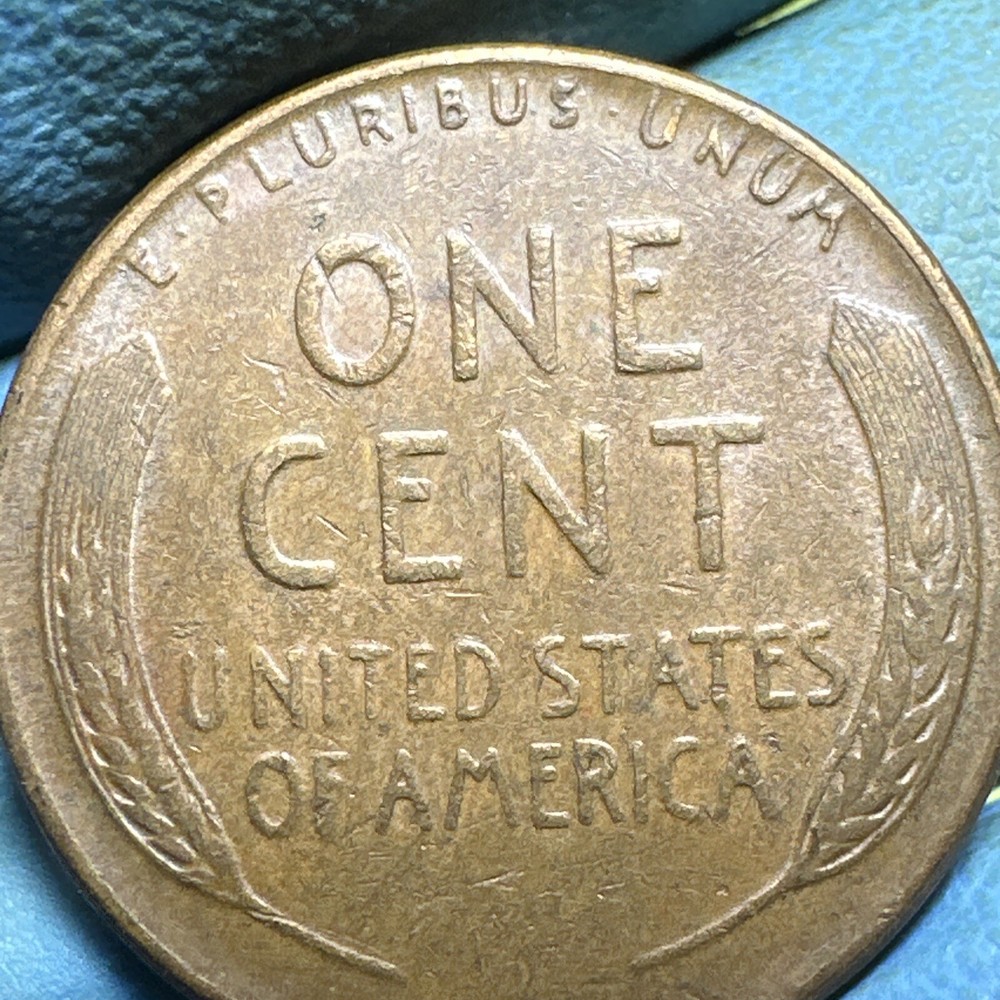 E · PLURIBUS · UNUM
ONE
CENT
UNITED STATES
OF AMERICA